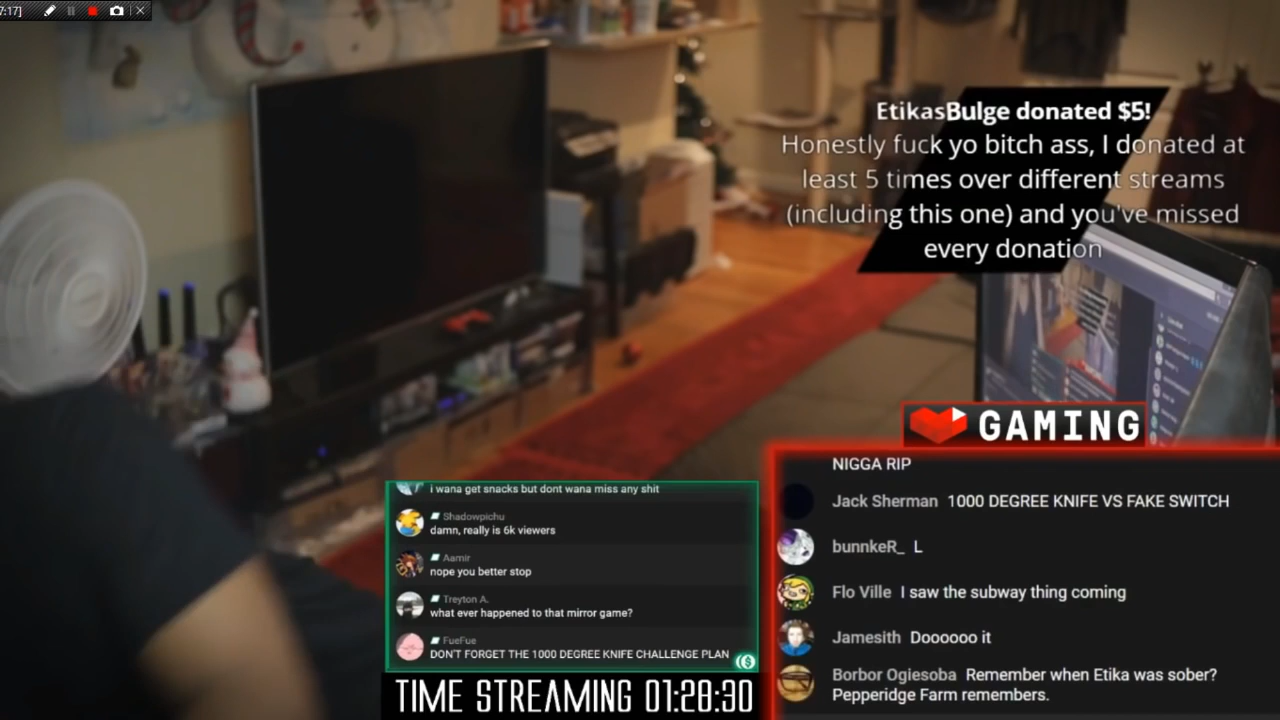 7:17]
EtikasBulge donated $5!
Honestly fuck yo bitch ass, I donated at
least 5 times over different streams
(including this one) and you've missed
every donation
GAMING
NIGGA RIP
Jack Sherman 1000 DEGREE KNIFE VS FAKE SWITCH
bunnkeR_ L
Flo Ville I saw the subway thing coming
Jamesith Doooooo it
Borbor Ogiesoba Remember when Etika was sober?
Pepperidge Farm remembers.
i wana get snacks but dont wana miss any shit
Shadowpichu
damn, really is 6k viewers
Aamir
nope you better stop
Treyton A.
what ever happened to that mirror game?
FueFue
DON'T FORGET THE 1000 DEGREE KNIFE CHALLENGE PLAN
TIME STREAMING 01:28:30